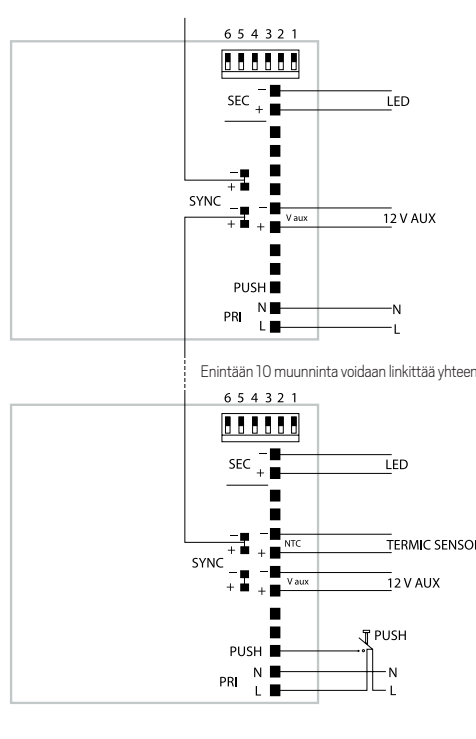 6 5 4 3 2 1
−
SEC
+
LED
−
+
SYNC
−
+
−
V aux
+
12 V AUX
PUSH
N
PRI
L
N
L
Enintään 10 muunninta voidaan linkittää yhteen
6 5 4 3 2 1
−
SEC
+
LED
−
+
−
NTC
+
TERMIC SENSOR
SYNC
−
+
−
V aux
+
12 V AUX
PUSH
PUSH
N
PRI
L
N
L